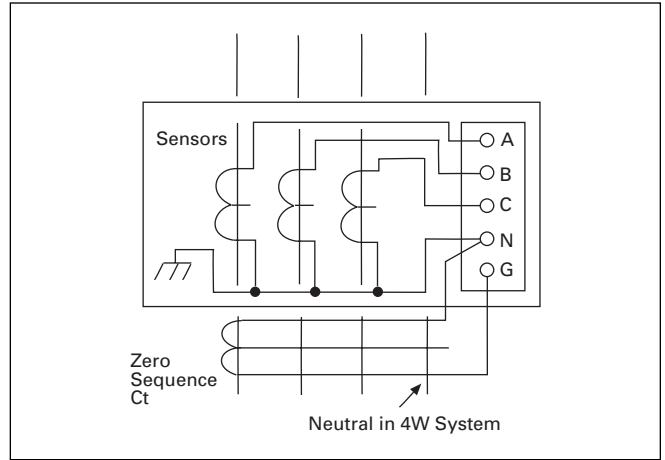 Sensors
A
B
C
N
G
Zero
Sequence
Ct
Neutral in 4W System